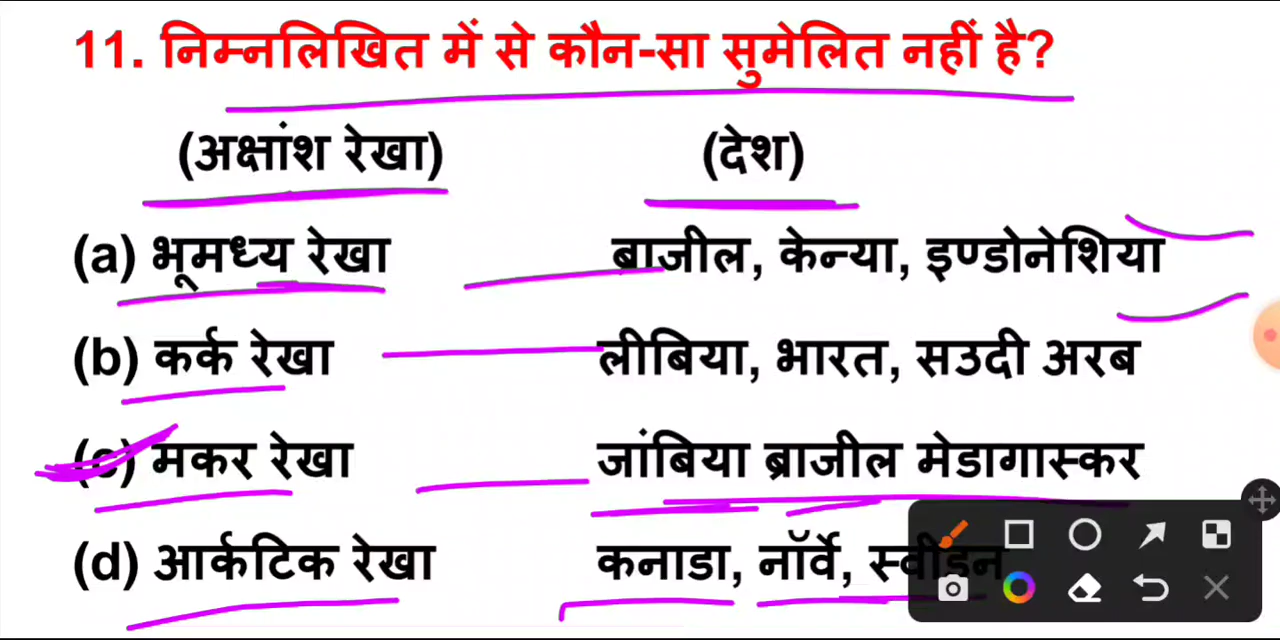 11. निम्नलिखित में से कौन-सा सुमेलित नहीं है?
(अक्षांश रेखा) (देश)
(a) भूमध्य रेखा बाजील, केन्या, इण्डोनेशिया
(b) कर्क रेखा लीबिया, भारत, सउदी अरब
(c) मकर रेखा जांबिया ब्राजील मेडागास्कर
(d) आर्कटिक रेखा कनाडा, नॉर्वे, स्वीडन